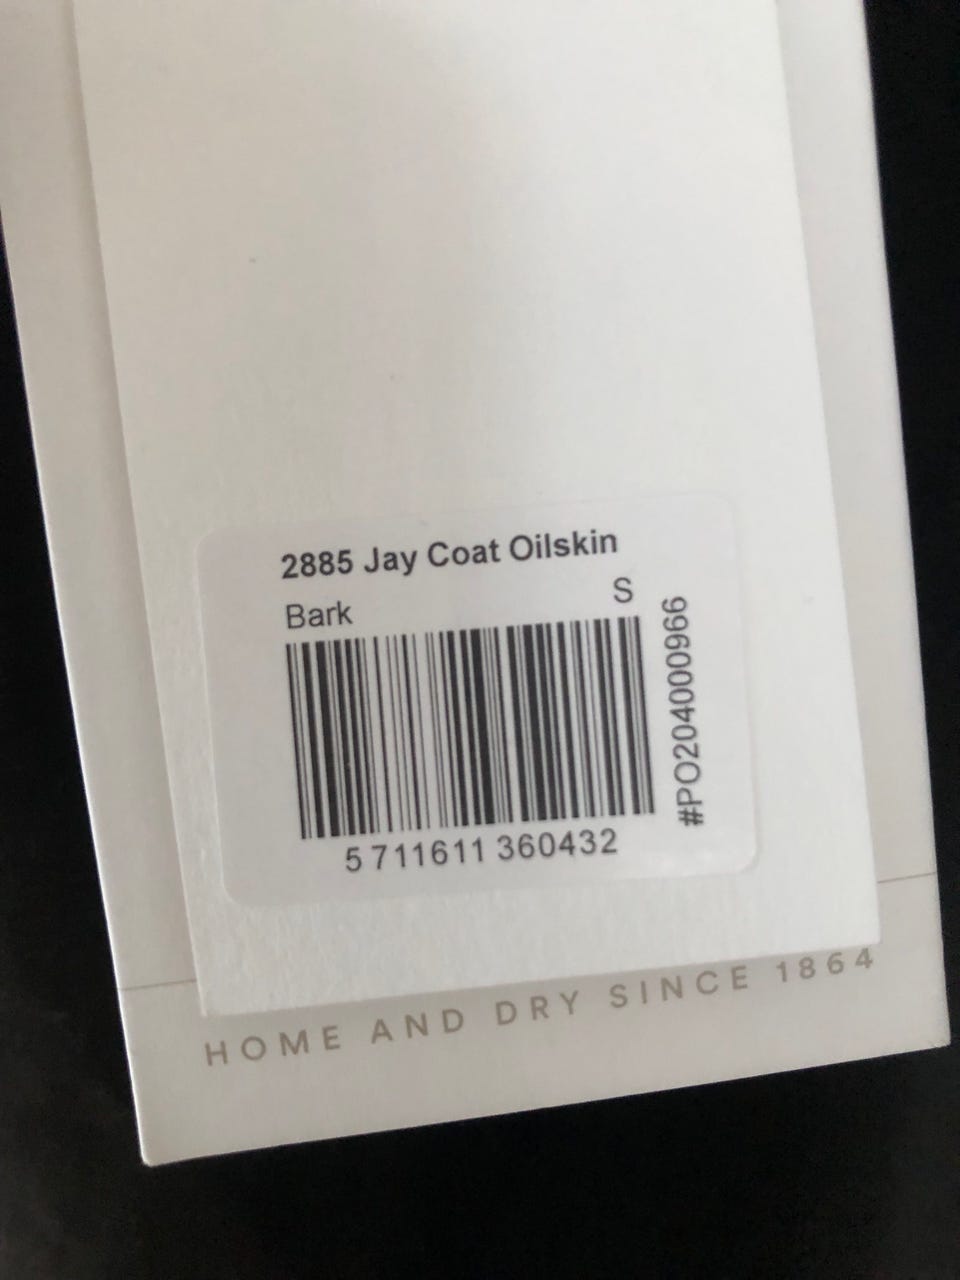 2885 Jay Coat Oilskin
Bark S
#PO204000966
5 711611 360432
HOME AND DRY SINCE 1864